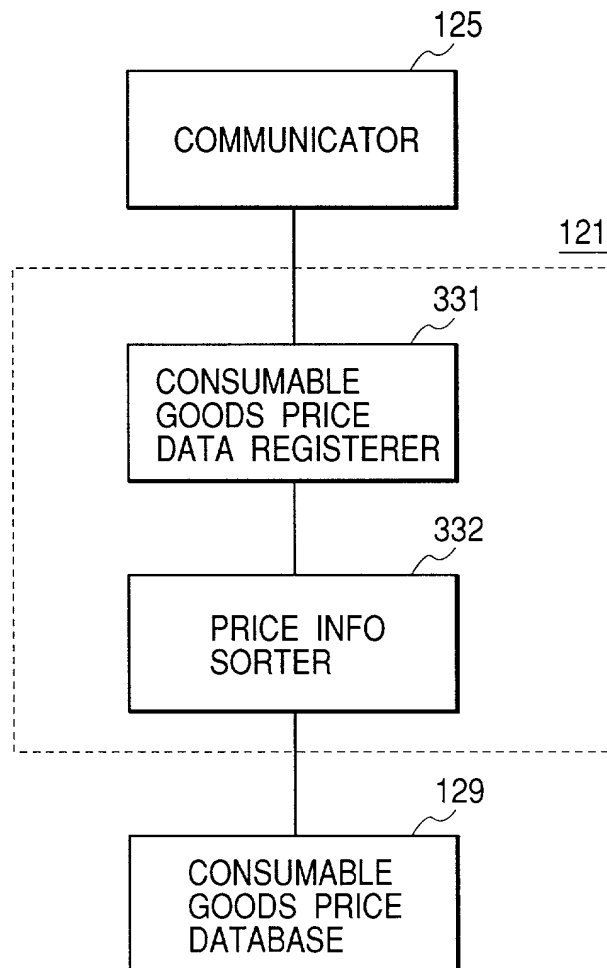 125
COMMUNICATOR
121
331
CONSUMABLE
GOODS PRICE
DATA REGISTERER
332
PRICE INFO
SORTER
129
CONSUMABLE
GOODS PRICE
DATABASE